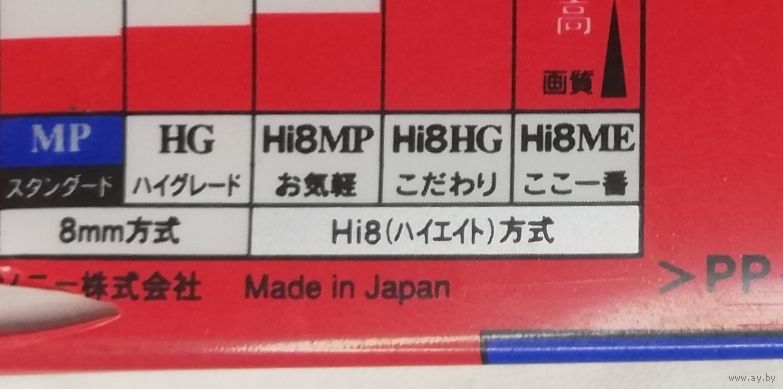 高
画質
MP HG Hi8MP Hi8HG Hi8ME
スタンダード ハイグレード お気軽 こだわり ここ一番
8mm方式 Hi8(ハイエイト)方式
ソニー株式会社 Made in Japan >PP
www.ay.by